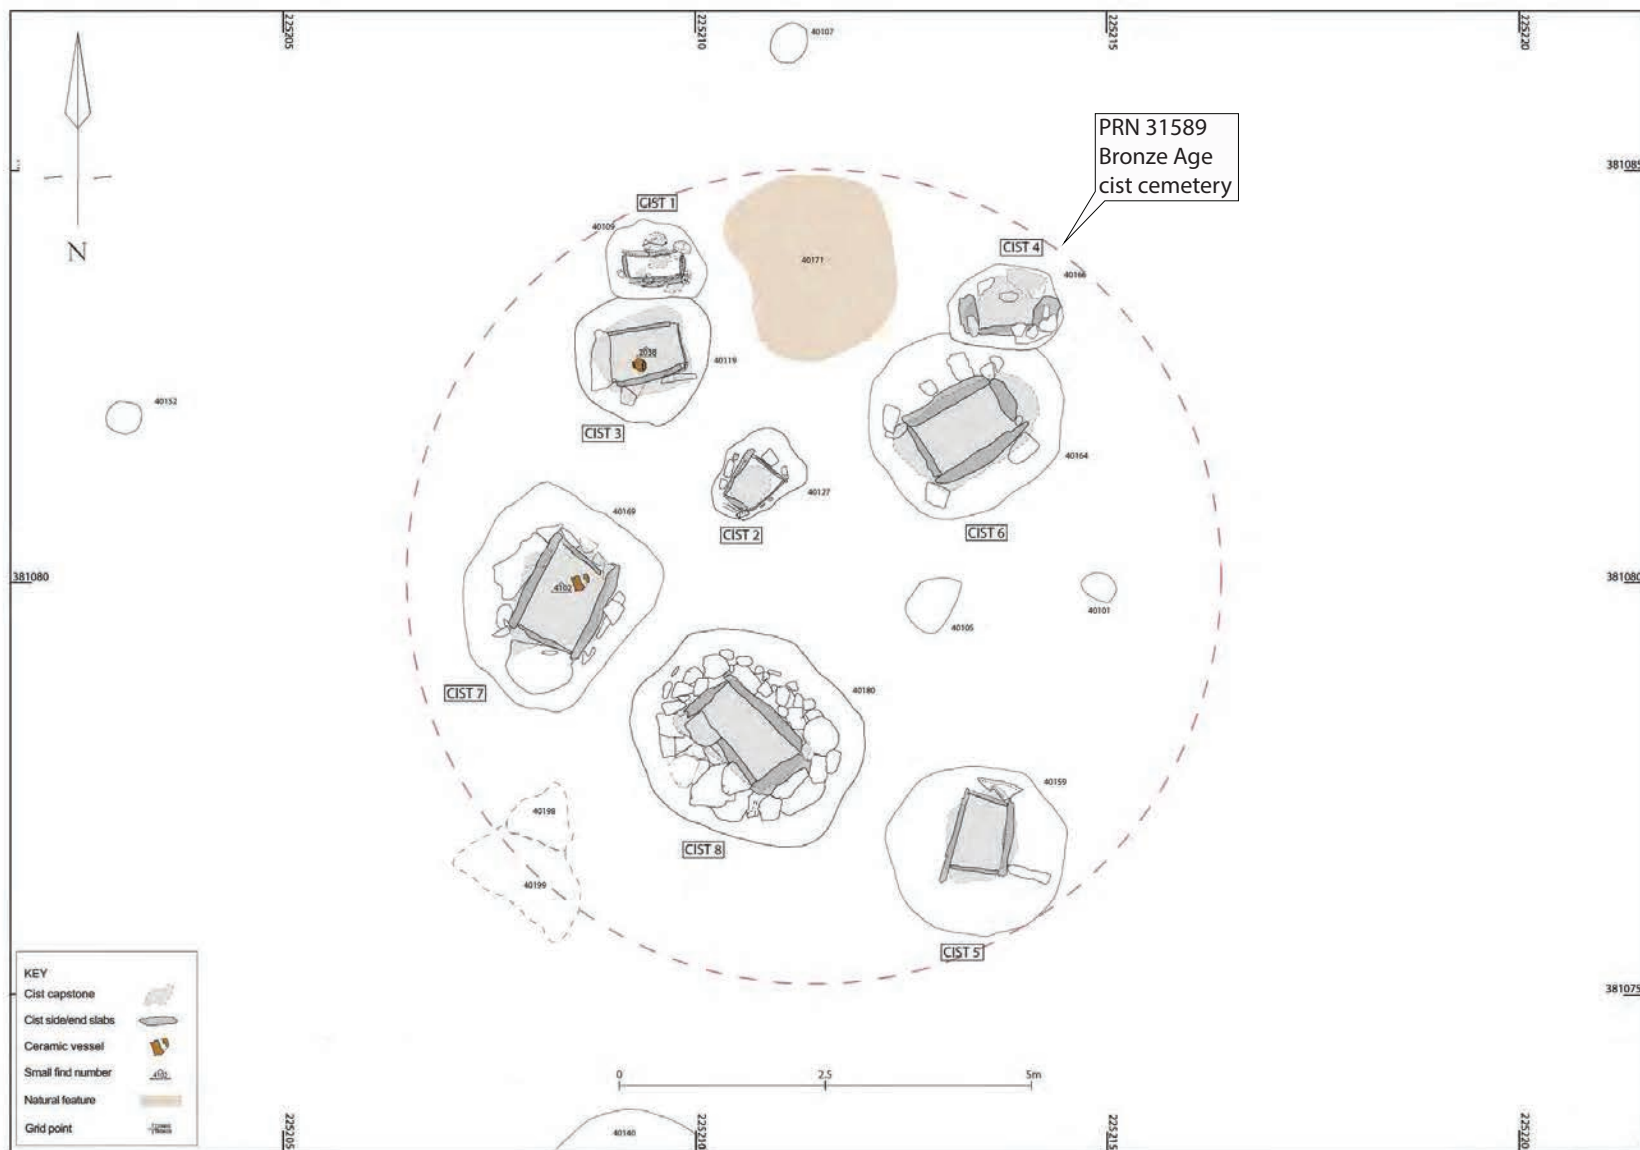 225205
225210
225215
225220
40107
PRN 31589
Bronze Age
cist cemetery
381085
N
CIST 1
40109
40171
CIST 4
40166
2038
40119
40152
CIST 3
40164
40127
CIST 2
CIST 6
40169
381080
4102
381080
40101
40105
CIST 7
40180
40159
40198
CIST 8
40199
CIST 5
381075
KEY
Cist capstone
Cist side/end slabs
Ceramic vessel
Small find number
4102
Natural feature
Grid point
0
2.5
5m
225205
40140
225210
225215
225220